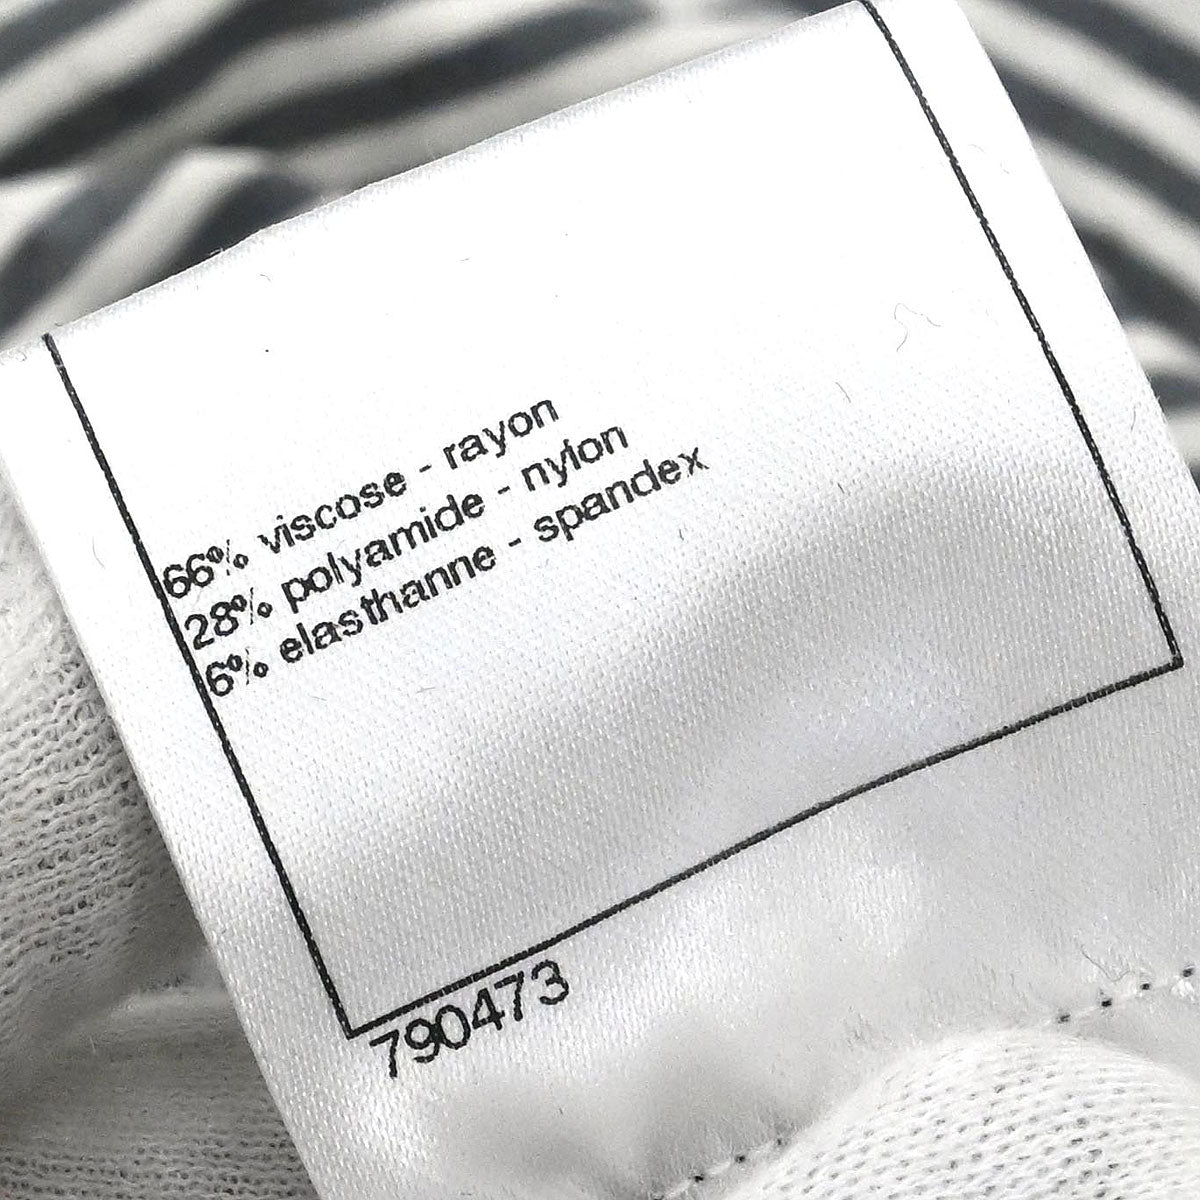 66% viscose - rayon
28% polyamide - nylon
6% elasthanne - spandex
790473